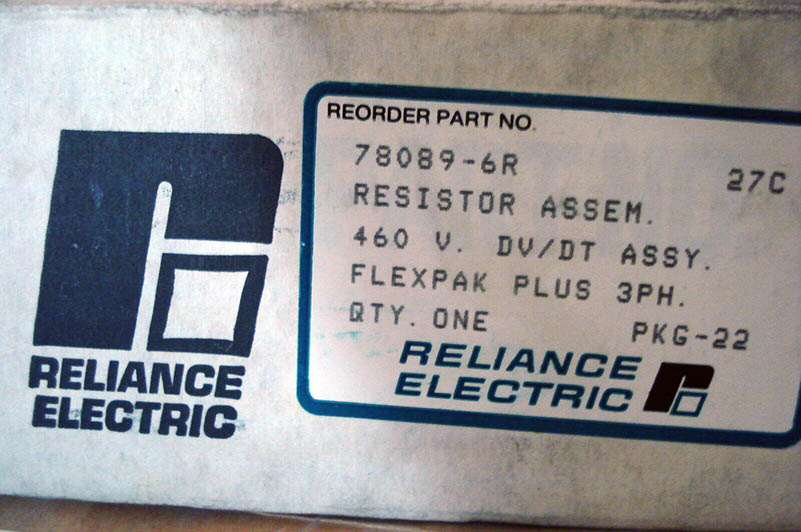 RELIANCE
ELECTRIC
REORDER PART NO.
78089-6R 27C
RESISTOR ASSEM.
460 V. DV/DT ASSY.
FLEXPAK PLUS 3PH.
QTY. ONE PKG-22
RELIANCE
ELECTRIC